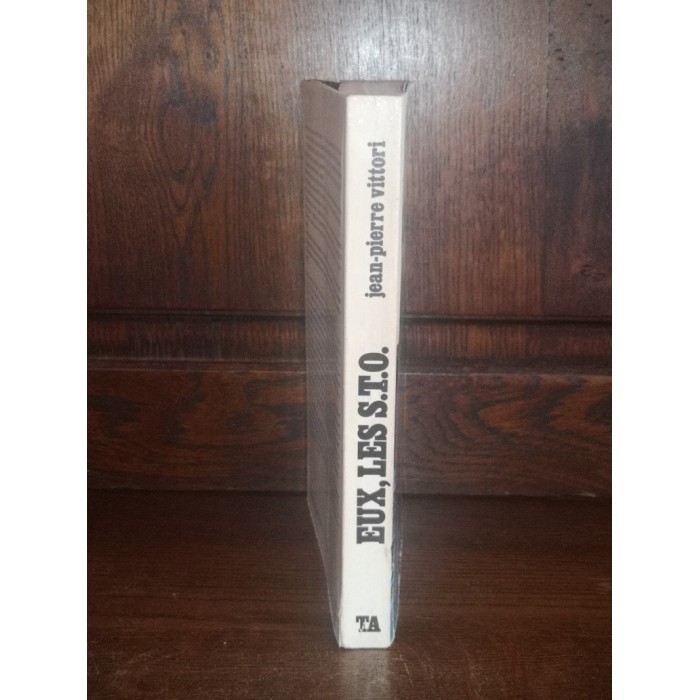 jean-pierre vittori
EUX, LES S.T.O.
TA